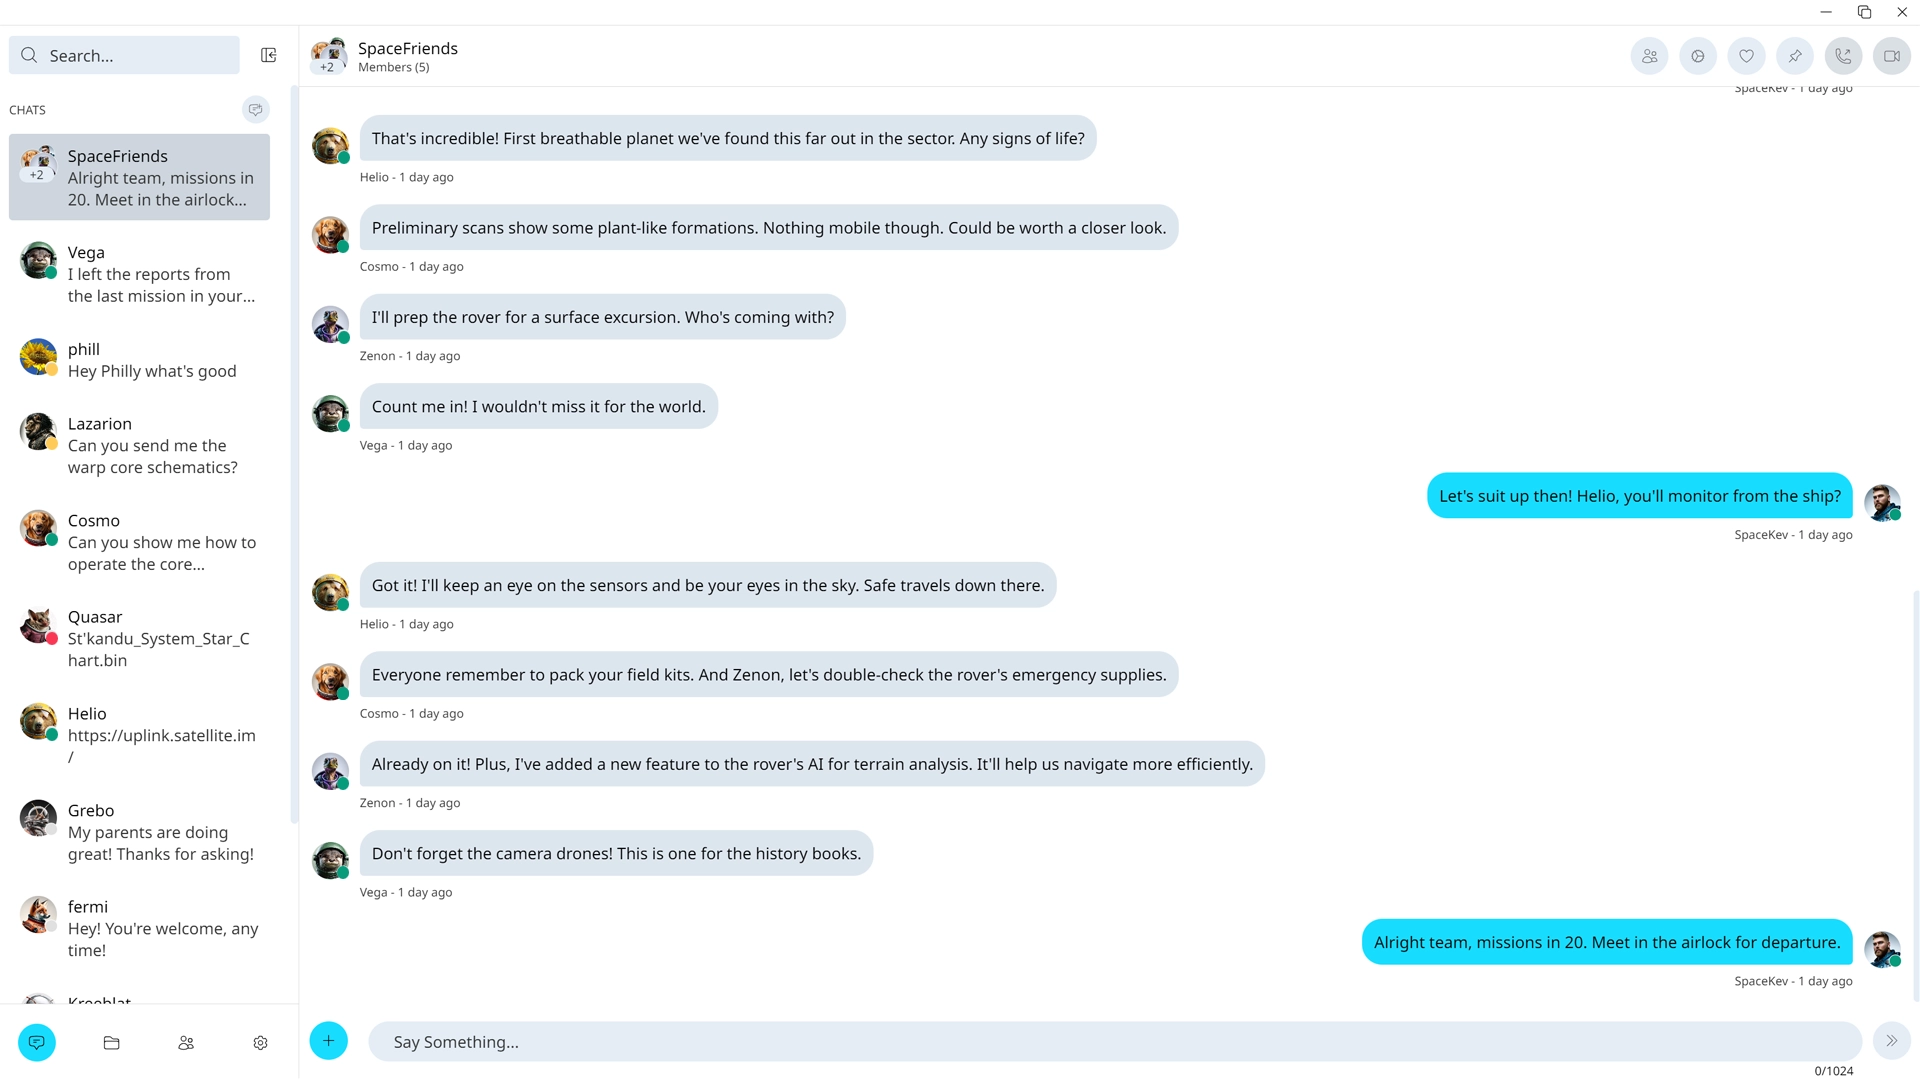 Search...
CHATS
SpaceFriends
+2
Alright team, missions in
20. Meet in the airlock...
Vega
I left the reports from
the last mission in your...
phill
Hey Philly what's good
Lazarion
Can you send me the
warp core schematics?
Cosmo
Can you show me how to
operate the core...
Quasar
St'kandu_System_Star_C
hart.bin
Helio
https://uplink.satellite.im
/
Grebo
My parents are doing
great! Thanks for asking!
fermi
Hey! You're welcome, any
time!
SpaceFriends
+2
Members (5)
SpaceKev - 1 day ago
That's incredible! First breathable planet we've found this far out in the sector. Any signs of life?
Helio - 1 day ago
Preliminary scans show some plant-like formations. Nothing mobile though. Could be worth a closer look.
Cosmo - 1 day ago
I'll prep the rover for a surface excursion. Who's coming with?
Zenon - 1 day ago
Count me in! I wouldn't miss it for the world.
Vega - 1 day ago
Let's suit up then! Helio, you'll monitor from the ship?
SpaceKev - 1 day ago
Got it! I'll keep an eye on the sensors and be your eyes in the sky. Safe travels down there.
Helio - 1 day ago
Everyone remember to pack your field kits. And Zenon, let's double-check the rover's emergency supplies.
Cosmo - 1 day ago
Already on it! Plus, I've added a new feature to the rover's AI for terrain analysis. It'll help us navigate more efficiently.
Zenon - 1 day ago
Don't forget the camera drones! This is one for the history books.
Vega - 1 day ago
Alright team, missions in 20. Meet in the airlock for departure.
SpaceKev - 1 day ago
Say Something...
0/1024